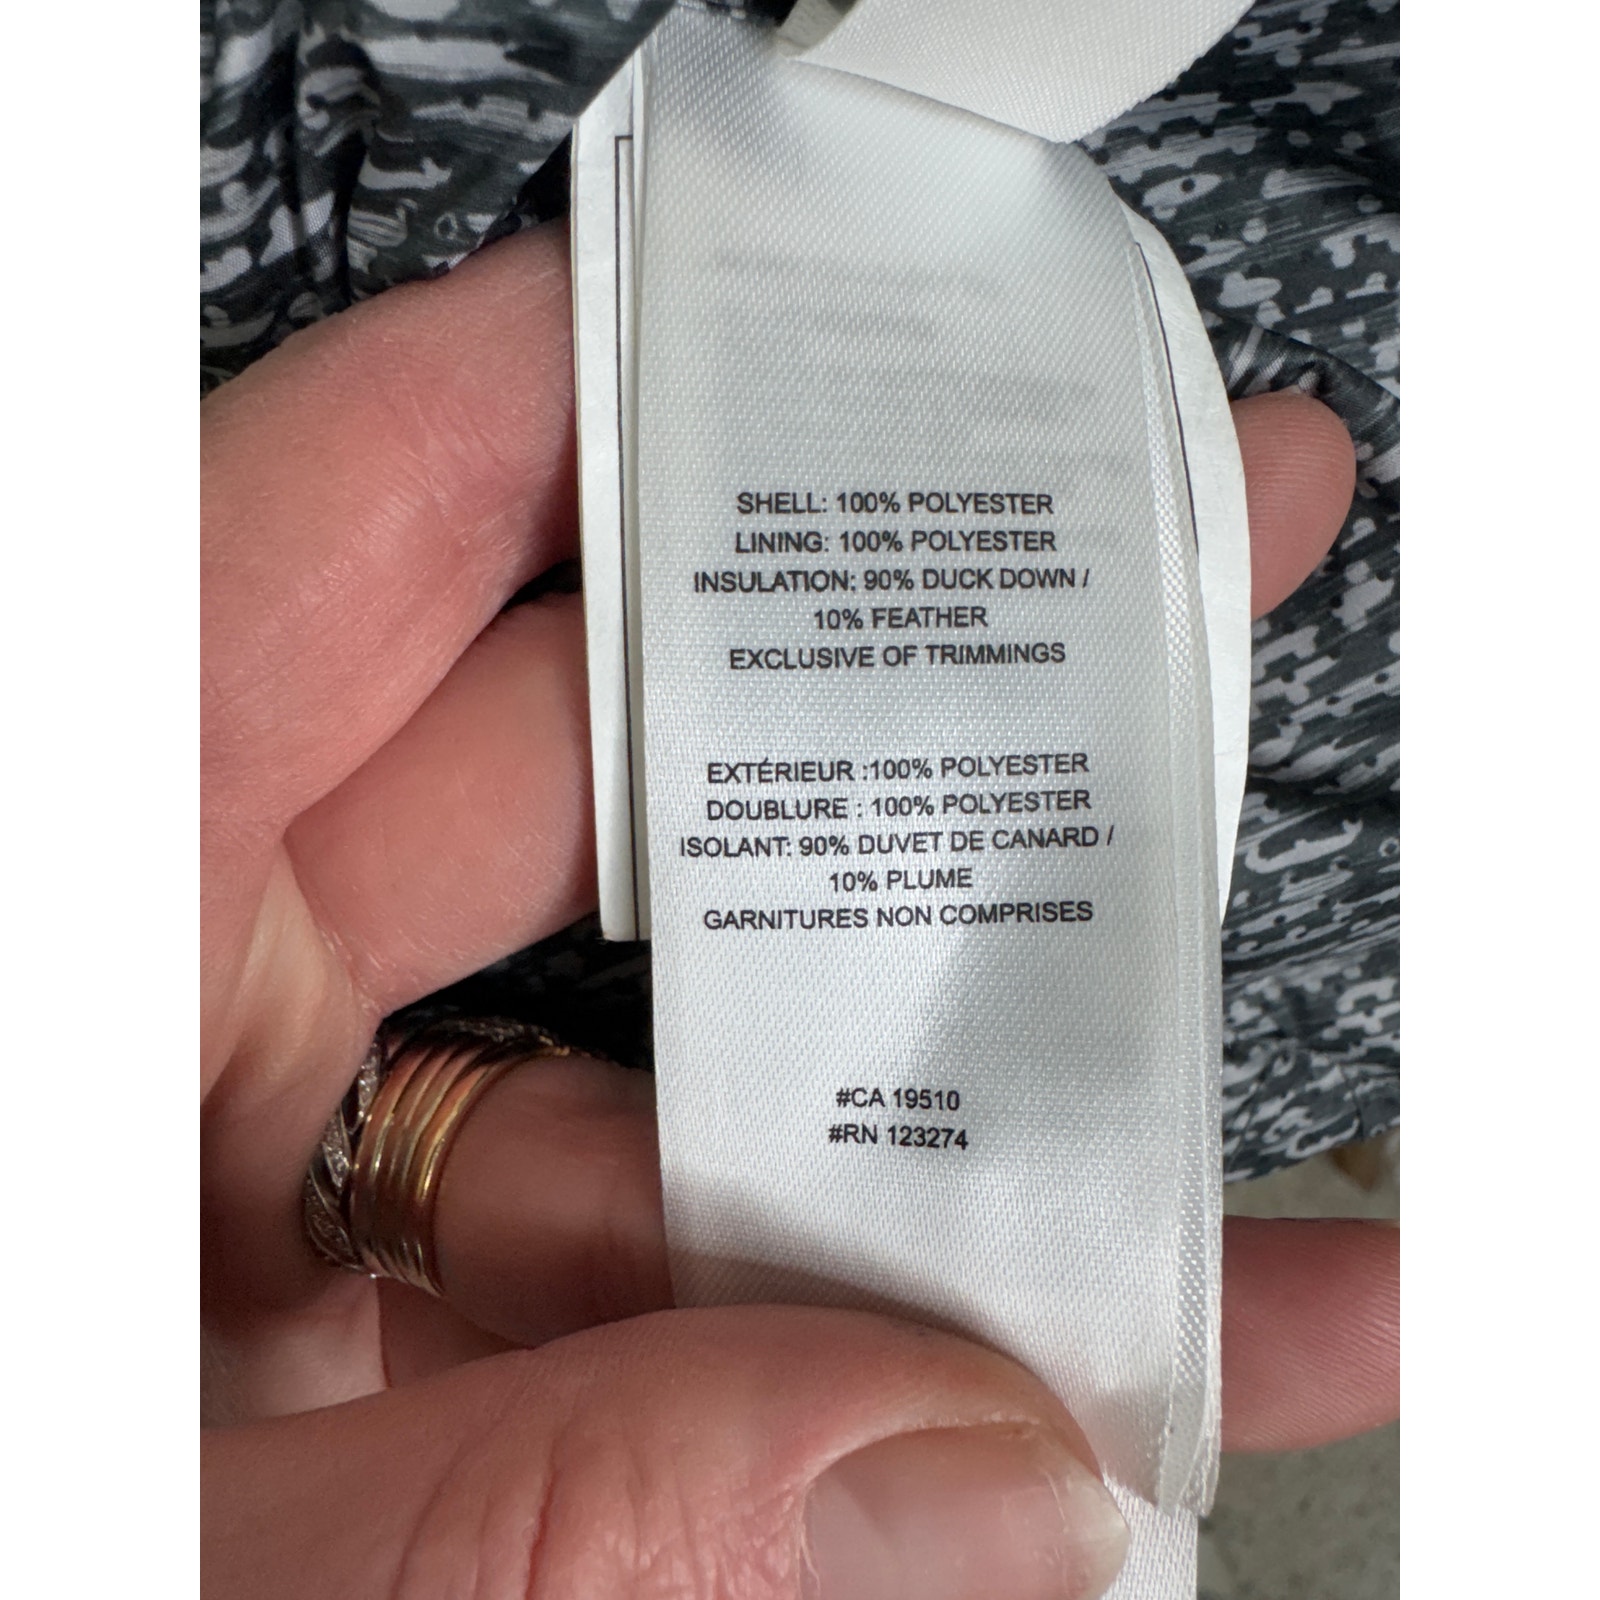 SHELL: 100% POLYESTER
LINING: 100% POLYESTER
INSULATION: 90% DUCK DOWN /
10% FEATHER
EXCLUSIVE OF TRIMMINGS
EXTÉRIEUR :100% POLYESTER
DOUBLURE : 100% POLYESTER
ISOLANT: 90% DUVET DE CANARD /
10% PLUME
GARNITURES NON COMPRISES
#CA 19510
#RN 123274